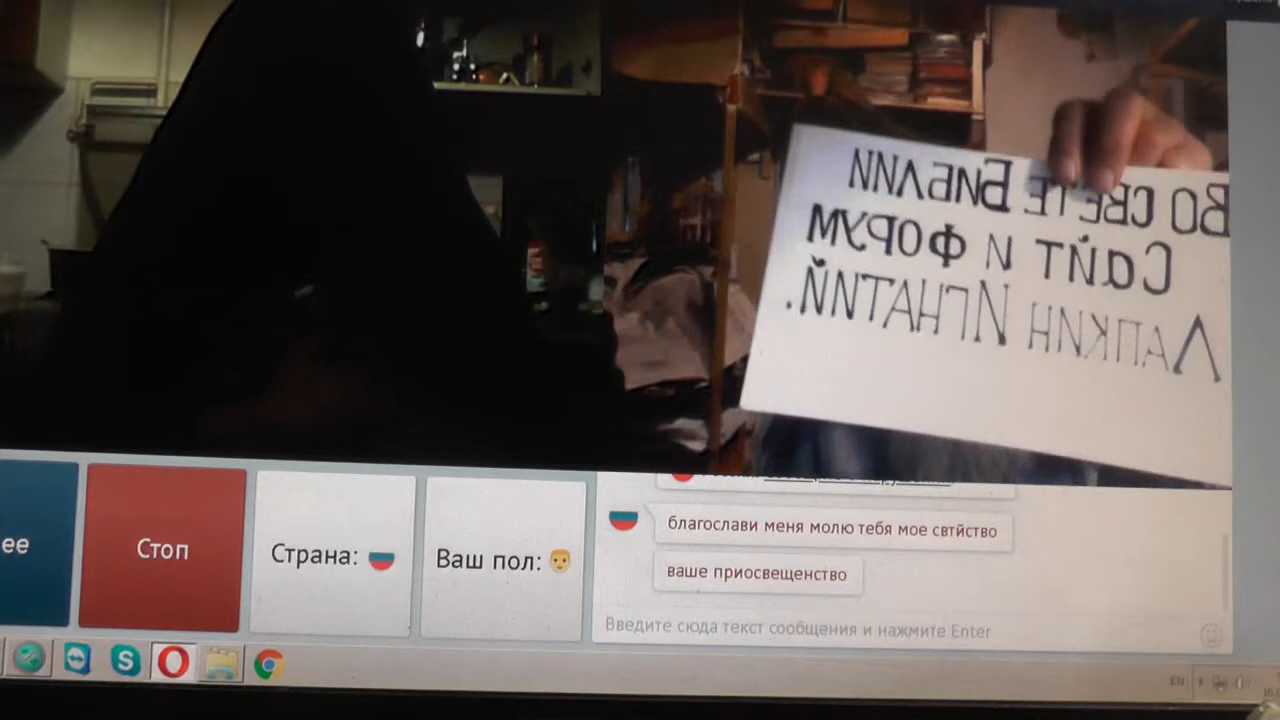 Во свете Библии
Сайт и форум
Лапкин Игнатий.
ее
Стоп
Страна:
Ваш пол:
благослави меня молю тебя мое свтйство
ваше приосвещенство
Введите сюда текст сообщения и нажмите Enter
EN